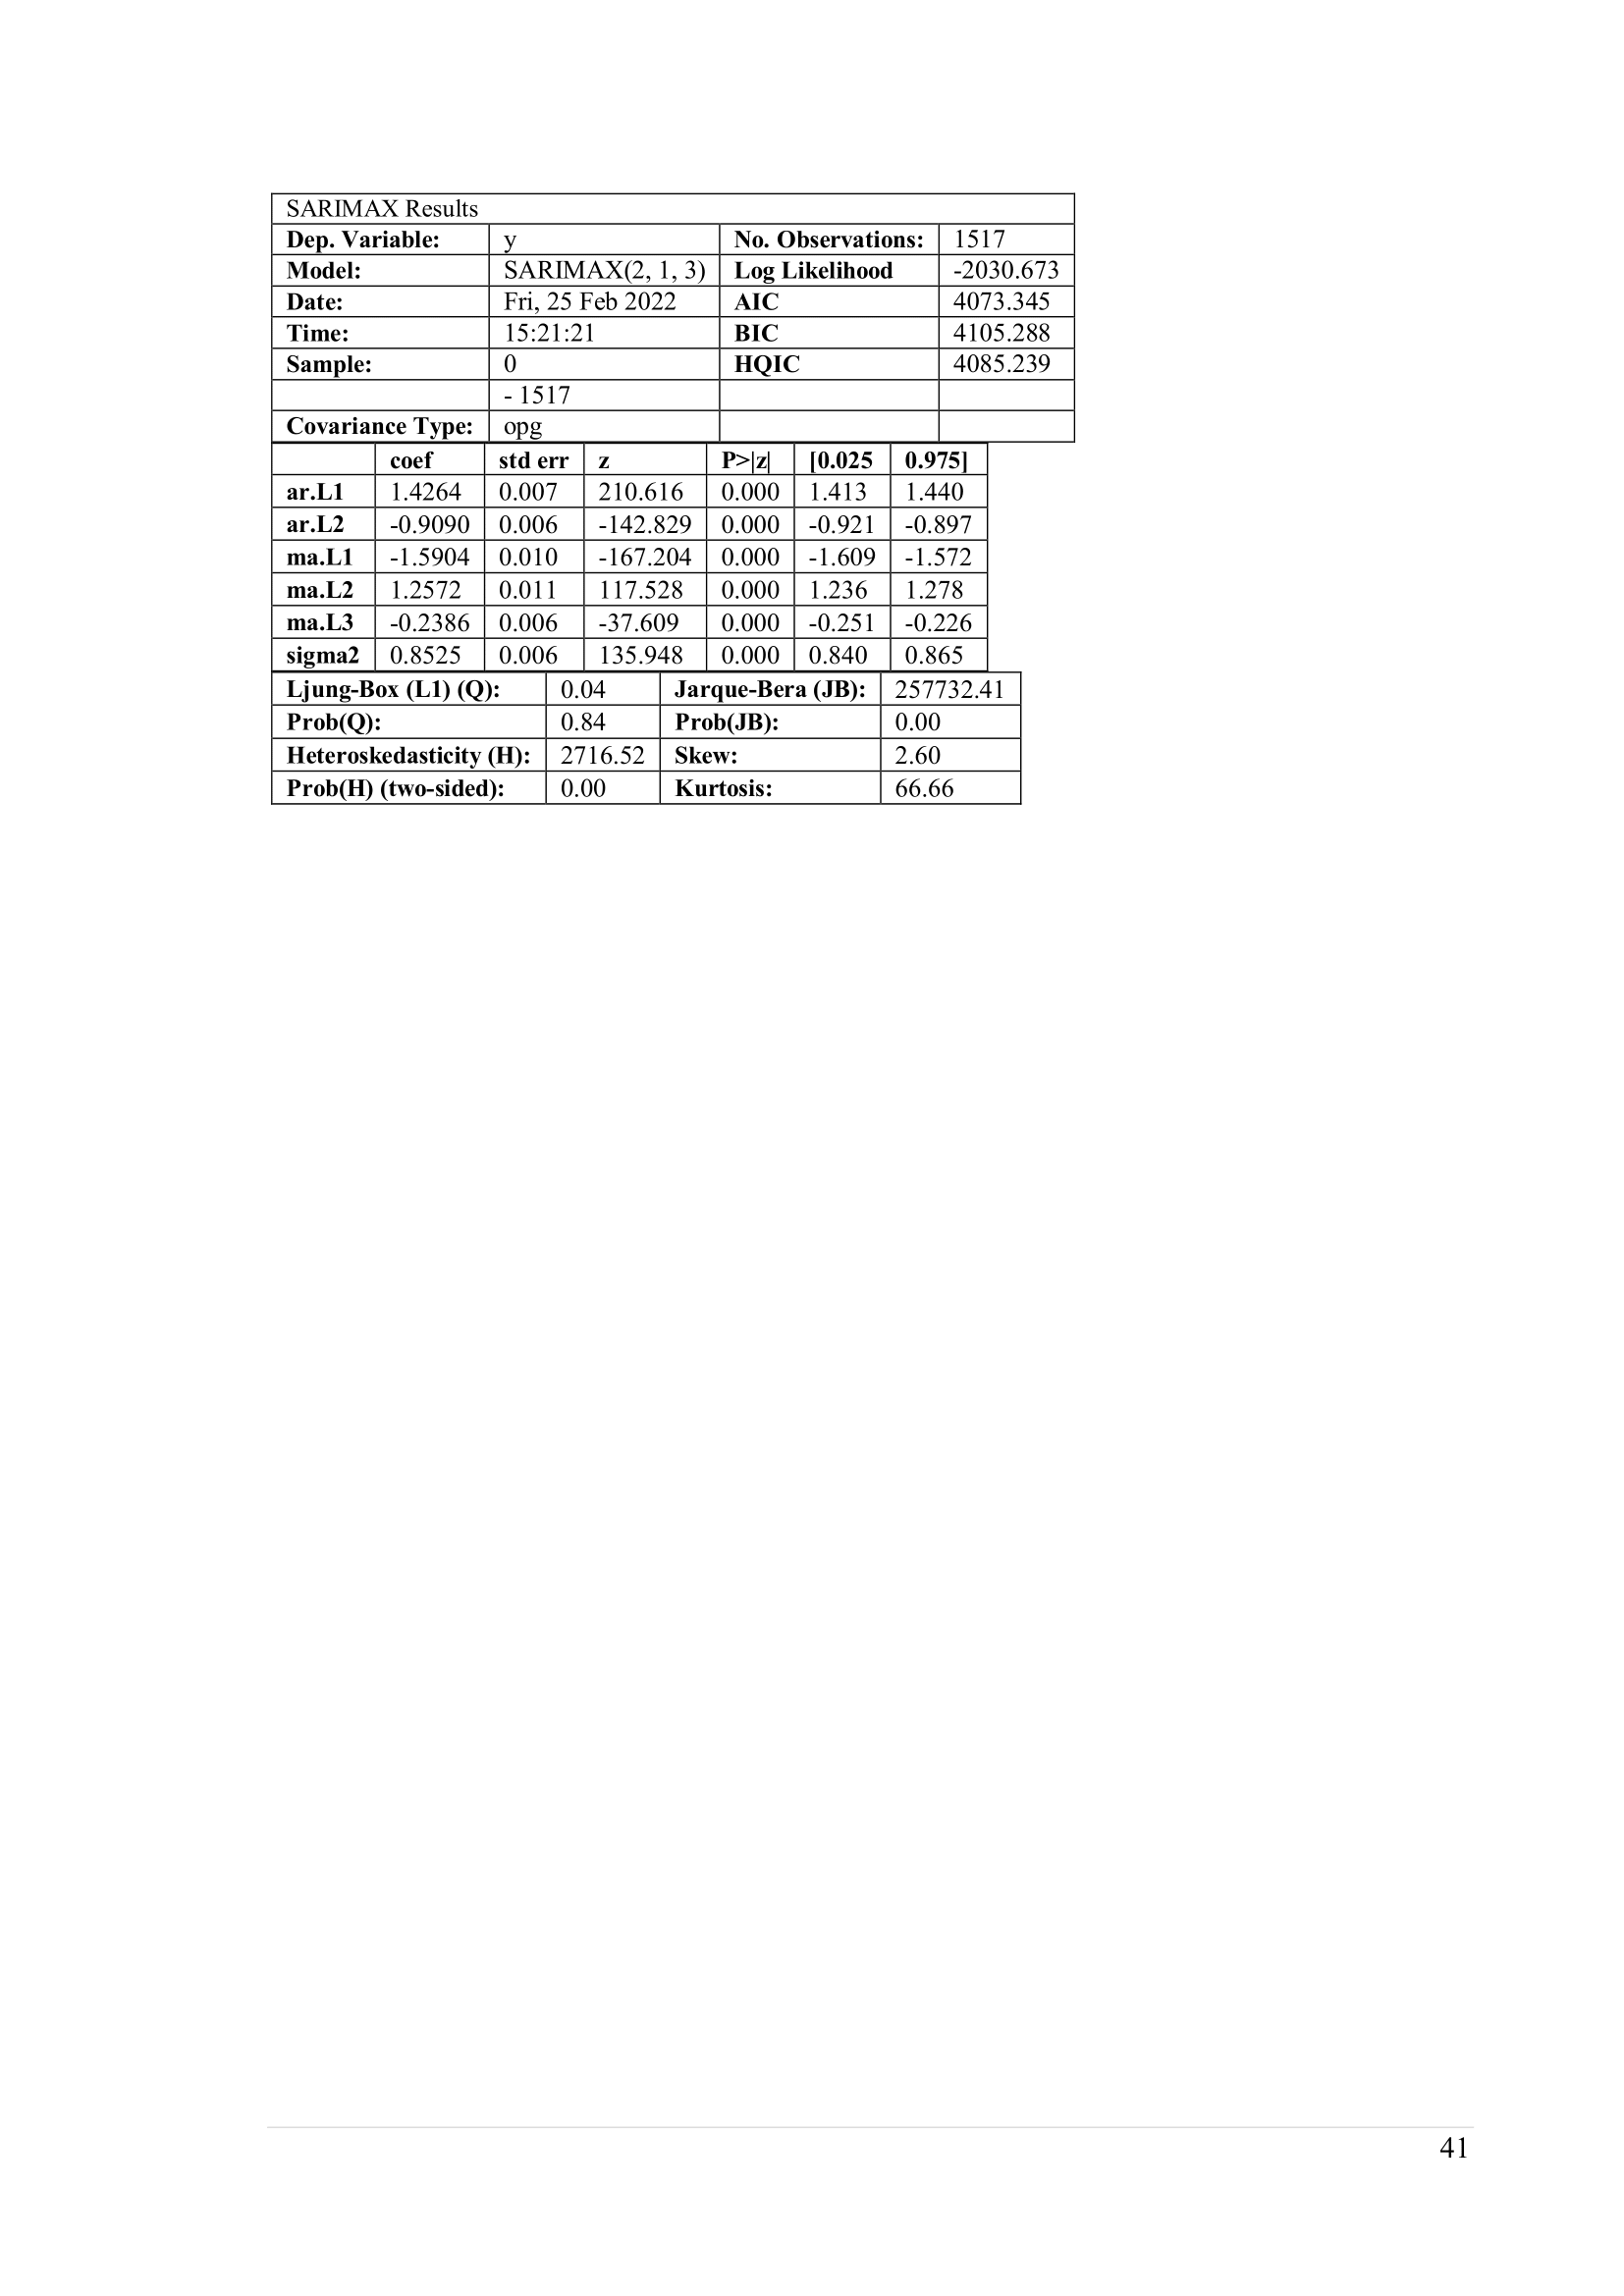 SARIMAX Results
Dep. Variable: y No. Observations: 1517
Model: SARIMAX(2, 1, 3) Log Likelihood -2030.673
Date: Fri, 25 Feb 2022 AIC 4073.345
Time: 15:21:21 BIC 4105.288
Sample: 0 HQIC 4085.239
- 1517
Covariance Type: opg
coef std err z P>|z| [0.025 0.975]
ar.L1 1.4264 0.007 210.616 0.000 1.413 1.440
ar.L2 -0.9090 0.006 -142.829 0.000 -0.921 -0.897
ma.L1 -1.5904 0.010 -167.204 0.000 -1.609 -1.572
ma.L2 1.2572 0.011 117.528 0.000 1.236 1.278
ma.L3 -0.2386 0.006 -37.609 0.000 -0.251 -0.226
sigma2 0.8525 0.006 135.948 0.000 0.840 0.865
Ljung-Box (L1) (Q): 0.04 Jarque-Bera (JB): 257732.41
Prob(Q): 0.84 Prob(JB): 0.00
Heteroskedasticity (H): 2716.52 Skew: 2.60
Prob(H) (two-sided): 0.00 Kurtosis: 66.66
41